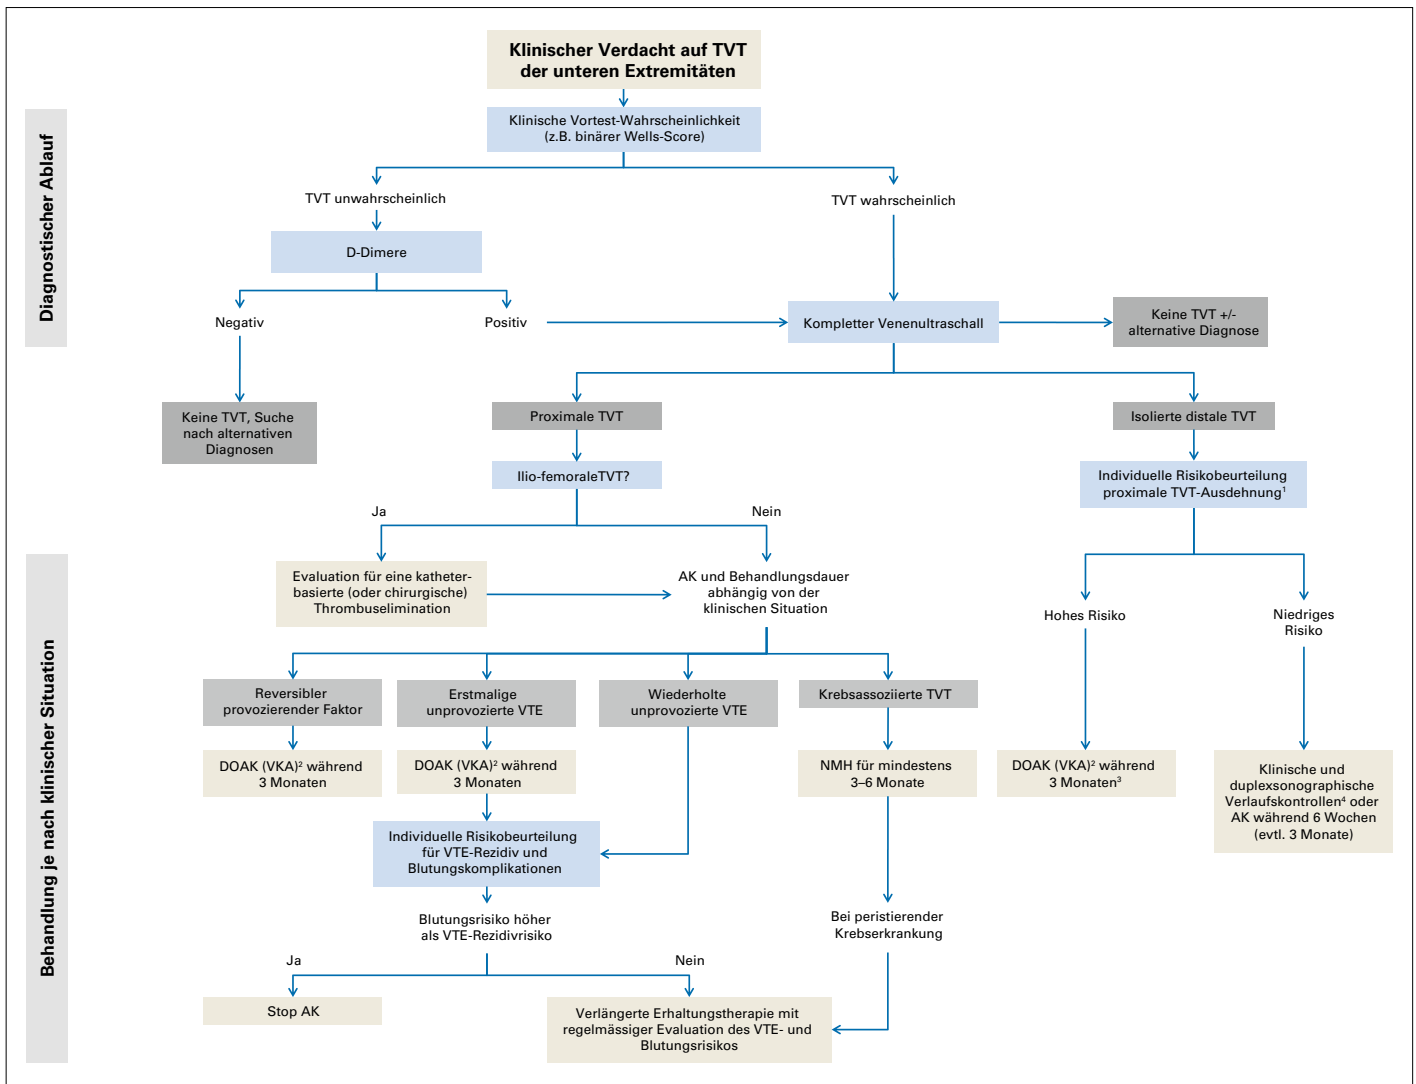 Klinischer Verdacht auf TVT
der unteren Extremitäten
Diagnostischer Ablauf
Klinische Vortest-Wahrscheinlichkeit
(z.B. binärer Wells-Score)
TVT unwahrscheinlich
TVT wahrscheinlich
D-Dimere
Negativ
Positiv
Kompletter Venenultraschall
Keine TVT +/-
alternative Diagnose
Keine TVT, Suche
nach alternativen
Diagnosen
Proximale TVT
Isolierte distale TVT
Ilio-femoraleTVT?
Individuelle Risikobeurteilung
proximale TVT-Ausdehnung¹
Ja
Nein
Behandlung je nach klinischer Situation
Evaluation für eine katheter-
basierte (oder chirurgische)
Thrombuselimination
AK und Behandlungsdauer
abhängig von der
klinischen Situation
Hohes Risiko
Niedriges
Risiko
Reversibler
provozierender Faktor
Erstmalige
unprovozierte VTE
Wiederholte
unprovozierte VTE
Krebsassoziierte TVT
DOAK (VKA)² während
3 Monaten
DOAK (VKA)² während
3 Monaten
NMH für mindestens
3–6 Monate
DOAK (VKA)² während
3 Monaten³
Klinische und
duplexsonographische
Verlaufskontrollen⁴ oder
AK während 6 Wochen
(evtl. 3 Monate)
Individuelle Risikobeurteilung
für VTE-Rezidiv und
Blutungskomplikationen
Blutungsrisiko höher
als VTE-Rezidivrisiko
Bei peristierender
Krebserkrankung
Ja
Nein
Stop AK
Verlängerte Erhaltungstherapie mit
regelmässiger Evaluation des VTE- und
Blutungsrisikos